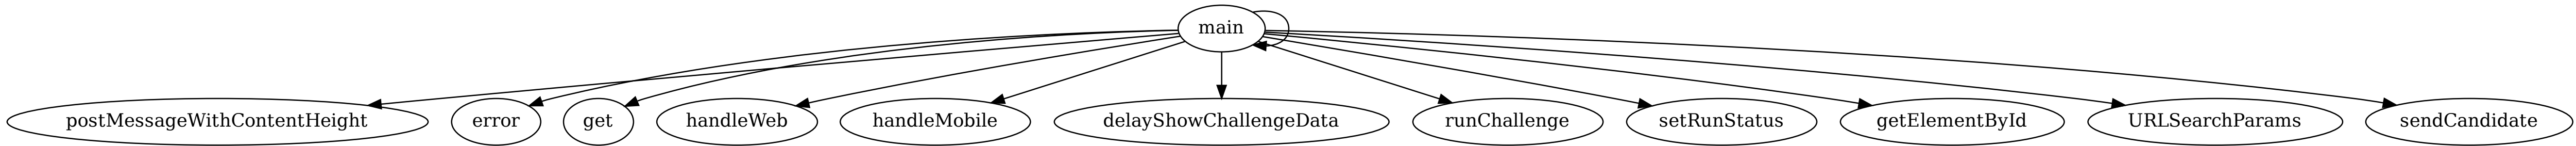 main
postMessageWithContentHeight
error
get
handleWeb
handleMobile
delayShowChallengeData
runChallenge
setRunStatus
getElementById
URLSearchParams
sendCandidate